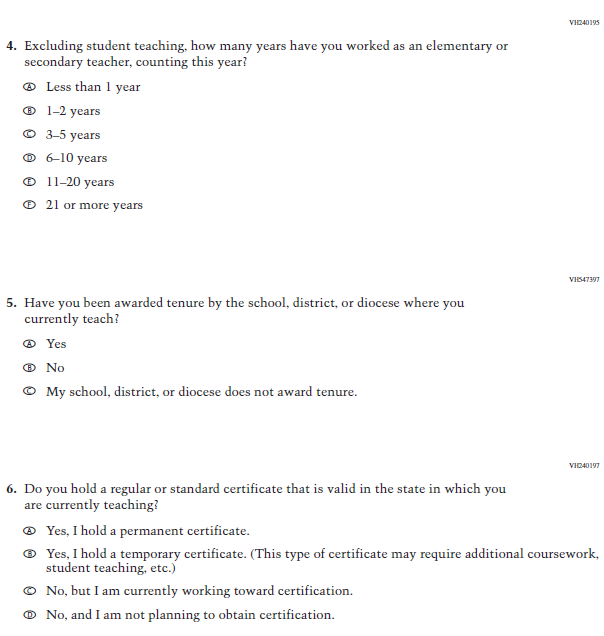 VH240195
4. Excluding student teaching, how many years have you worked as an elementary or
secondary teacher, counting this year?
Ⓐ Less than 1 year
Ⓑ 1–2 years
Ⓒ 3–5 years
Ⓓ 6–10 years
Ⓔ 11–20 years
Ⓕ 21 or more years
VH547397
5. Have you been awarded tenure by the school, district, or diocese where you
currently teach?
Ⓐ Yes
Ⓑ No
Ⓒ My school, district, or diocese does not award tenure.
VH240197
6. Do you hold a regular or standard certificate that is valid in the state in which you
are currently teaching?
Ⓐ Yes, I hold a permanent certificate.
Ⓑ Yes, I hold a temporary certificate. (This type of certificate may require additional coursework,
student teaching, etc.)
Ⓒ No, but I am currently working toward certification.
Ⓓ No, and I am not planning to obtain certification.